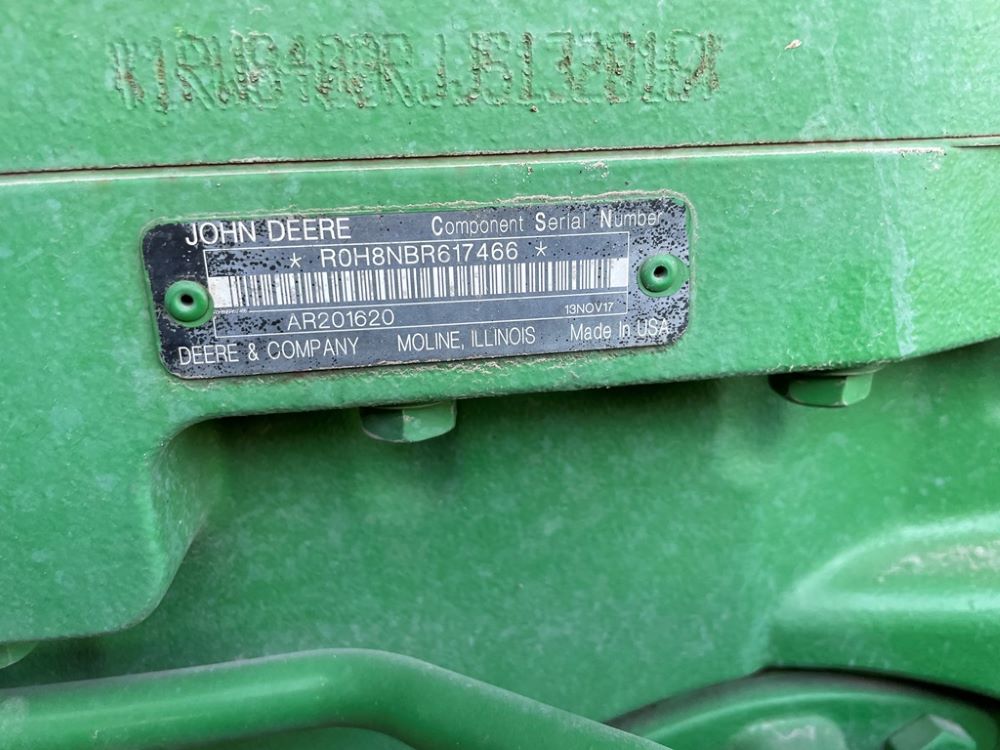 JOHN DEERE Component Serial Number
* R0H8NBR617466 *
AR201620 13NOV17
DEERE & COMPANY MOLINE, ILLINOIS Made In USA